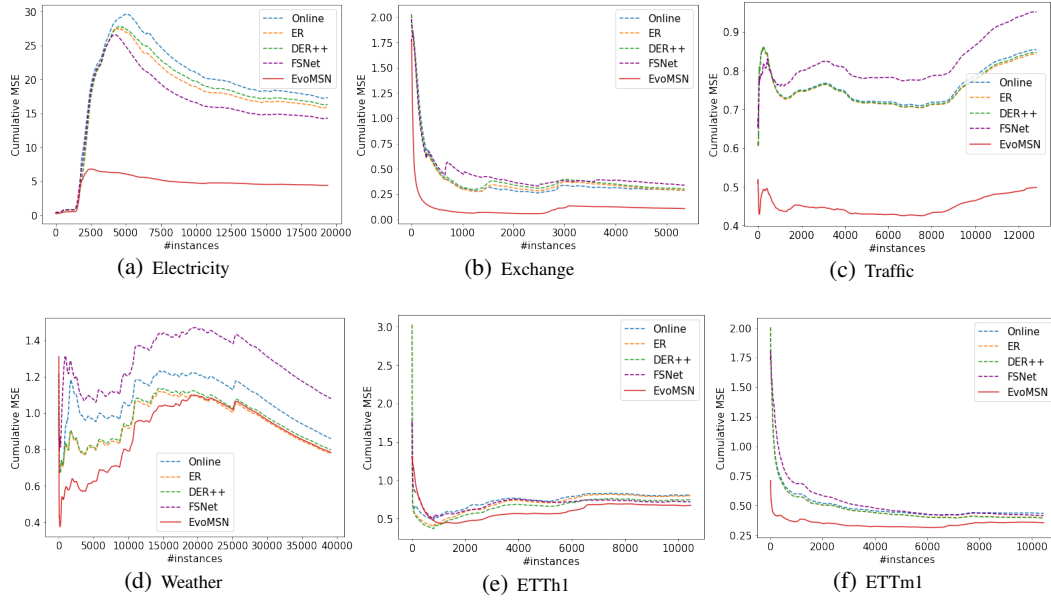 30
25
20
15
10
5
0
Cumulative MSE
0 2500 5000 7500 10000 12500 15000 17500 20000
#instances
Online
ER
DER++
FSNet
EvoMSN
(a) Electricity
2.00
1.75
1.50
1.25
1.00
0.75
0.50
0.25
0.00
Cumulative MSE
0 1000 2000 3000 4000 5000
#instances
Online
ER
DER++
FSNet
EvoMSN
(b) Exchange
0.9
0.8
0.7
0.6
0.5
0.4
Cumulative MSE
0 2000 4000 6000 8000 10000 12000
#instances
Online
ER
DER++
FSNet
EvoMSN
(c) Traffic
1.4
1.2
1.0
0.8
0.6
0.4
Cumulative MSE
0 5000 10000 15000 20000 25000 30000 35000 40000
#instances
Online
ER
DER++
FSNet
EvoMSN
(d) Weather
3.0
2.5
2.0
1.5
1.0
0.5
Cumulative MSE
0 2000 4000 6000 8000 10000
#instances
Online
ER
DER++
FSNet
EvoMSN
(e) ETTh1
2.00
1.75
1.50
1.25
1.00
0.75
0.50
0.25
Cumulative MSE
0 2000 4000 6000 8000 10000
#instances
Online
ER
DER++
FSNet
EvoMSN
(f) ETTm1